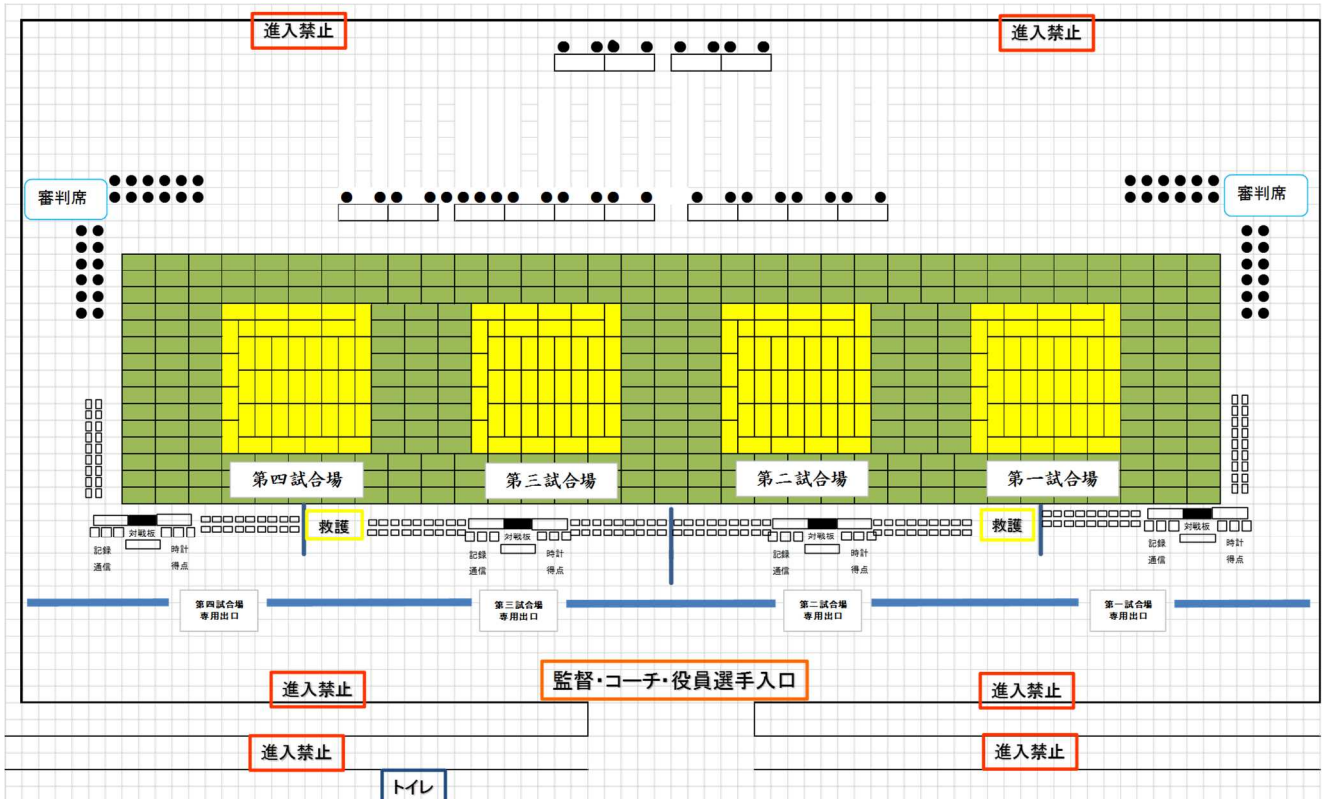 進入禁止
進入禁止
審判席
審判席
第四試合場
第三試合場
第二試合場
第一試合場
救護
救護
対戦板
記録
時計
通信
得点
対戦板
記録
時計
通信
得点
対戦板
記録
時計
通信
得点
対戦板
記録
時計
通信
得点
第四試合場
専用出口
第三試合場
専用出口
第二試合場
専用出口
第一試合場
専用出口
監督・コーチ・役員選手入口
進入禁止
進入禁止
進入禁止
進入禁止
トイレ